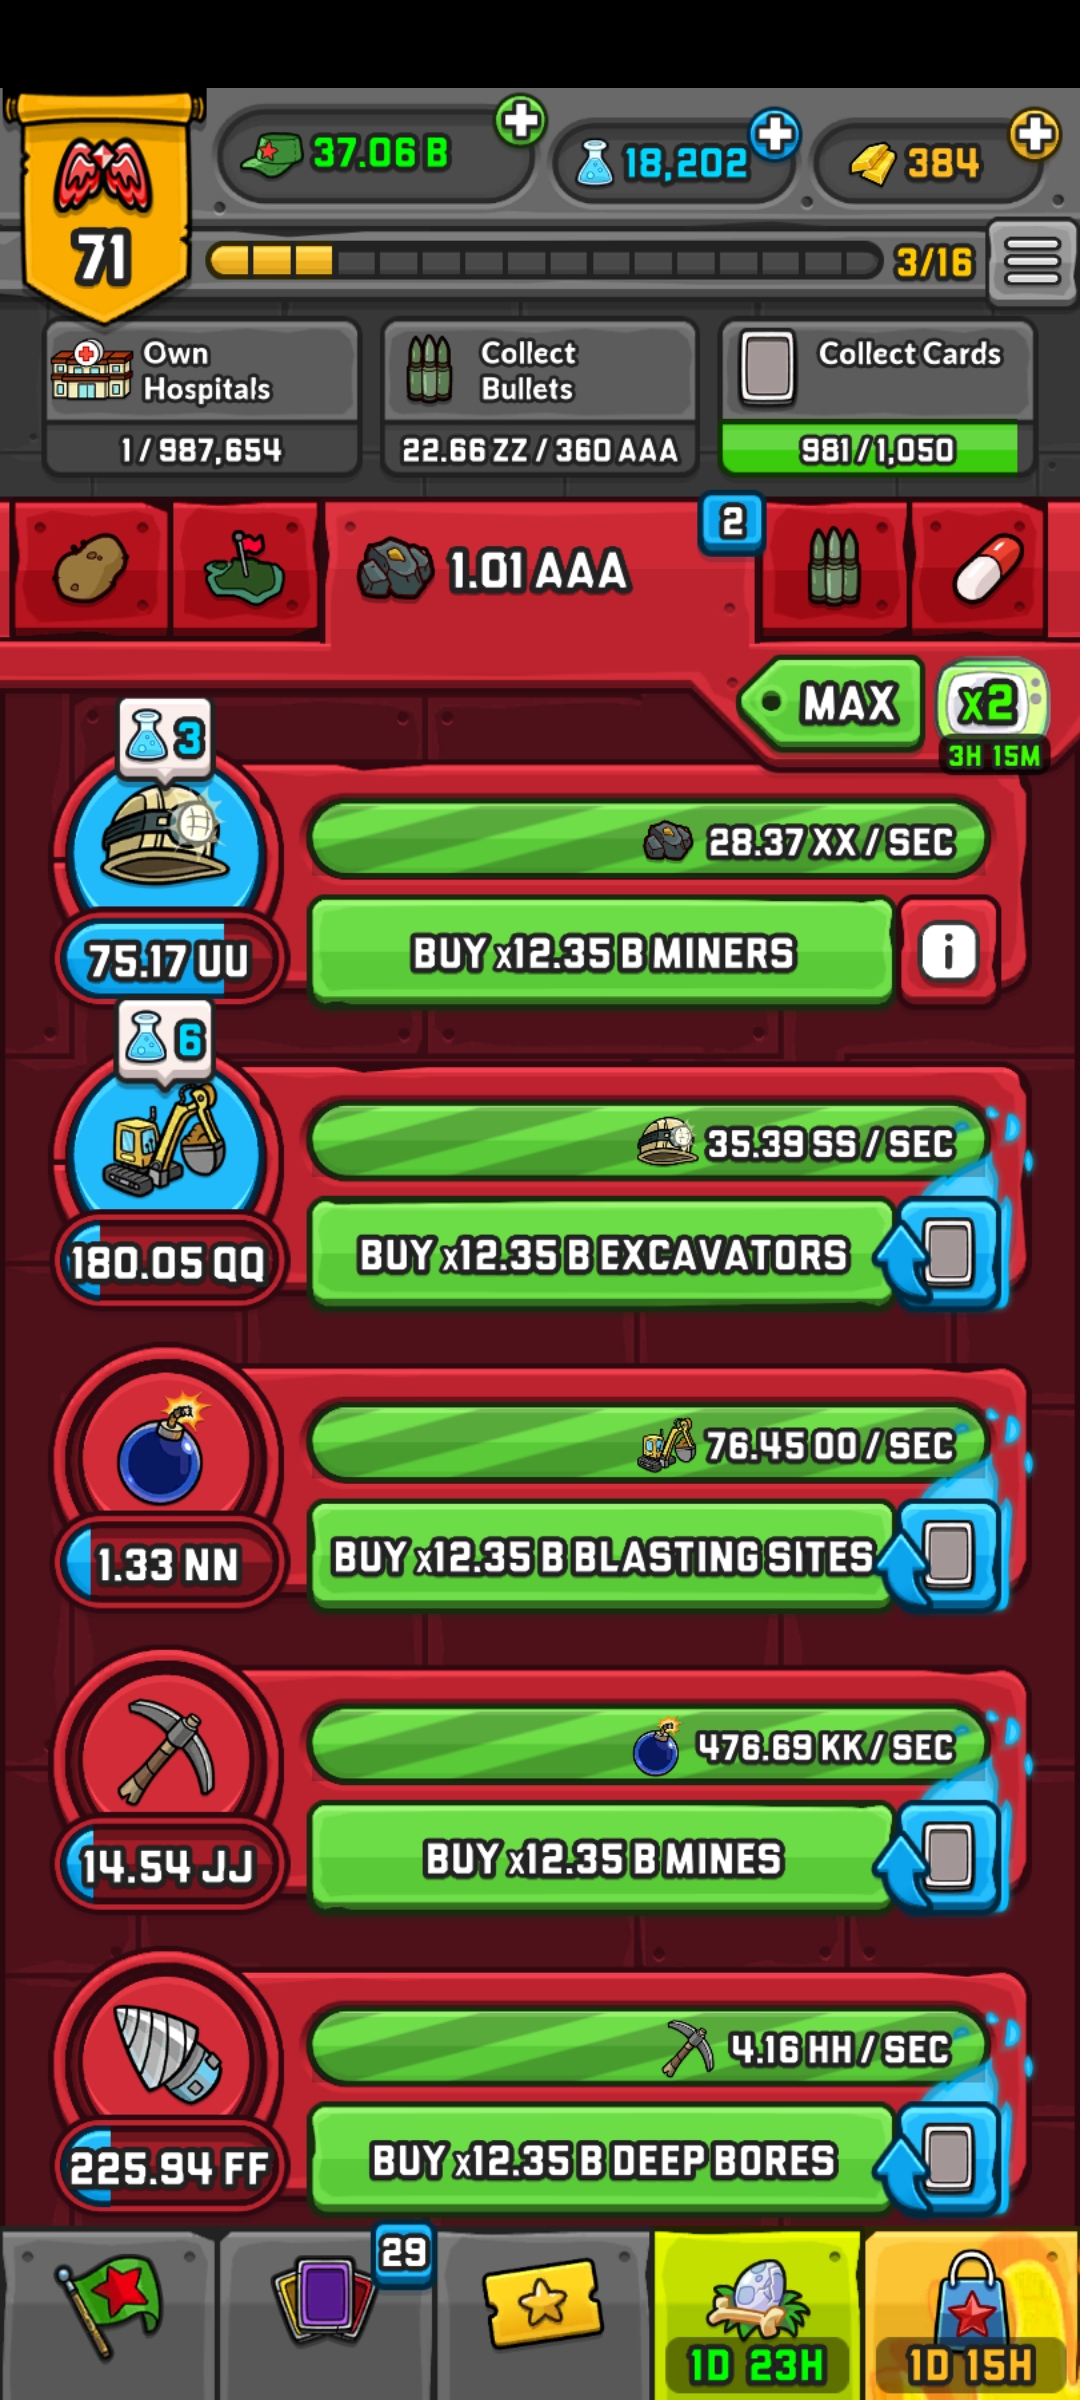 71
37.06 B
18,202
384
3/16
Own
Hospitals
1/987,654
Collect
Bullets
22.66 ZZ/360 AAA
Collect Cards
981/1,050
1.01 AAA
2
MAX
x2
3H 15M
3
28.37 XX/SEC
75.17 UU
BUY x12.35 B MINERS
i
6
35.39 SS/SEC
180.05 QQ
BUY x12.35 B EXCAVATORS
76.45 OO/SEC
1.33 NN
BUY x12.35 B BLASTING SITES
476.69 KK/SEC
14.54 JJ
BUY x12.35 B MINES
4.16 HH/SEC
225.94 FF
BUY x12.35 B DEEP BORES
29
1D 23H
1D 15H